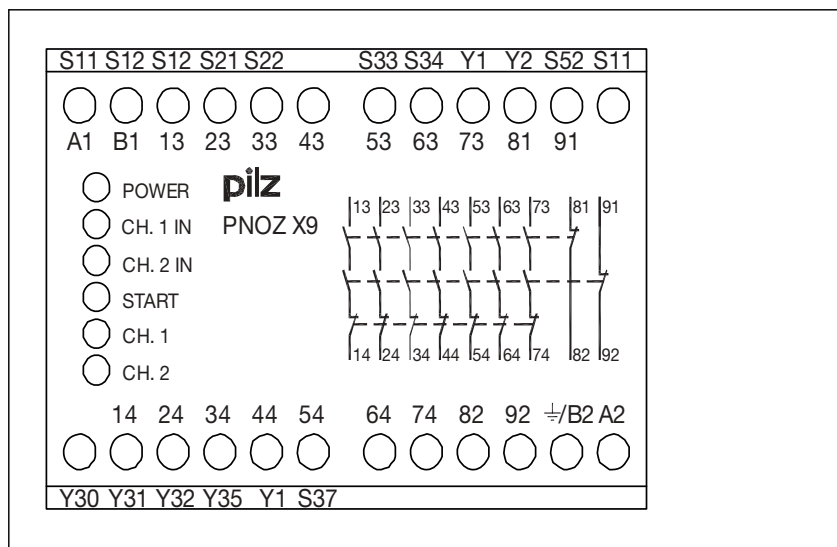 S11 S12 S12 S21 S22 S33 S34 Y1 Y2 S52 S11
A1 B1 13 23 33 43 53 63 73 81 91
POWER
pilz
CH. 1 IN
PNOZ X9
CH. 2 IN
START
CH. 1
CH. 2
13 23 33 43 53 63 73 81 91
14 24 34 44 54 64 74 82 92
14 24 34 44 54 64 74 82 92 ⏚/B2 A2
Y30 Y31 Y32 Y35 Y1 S37